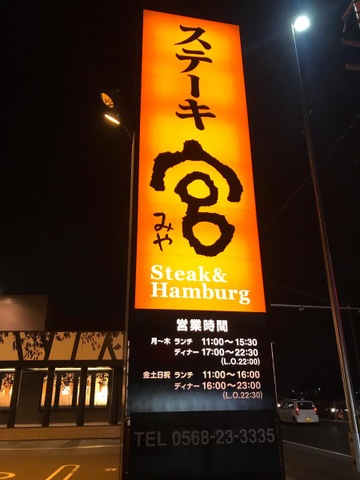 ステーキ
宮
みや
Steak&
Hamburg
営業時間
月～木 ランチ 11:00～15:30
ディナー 17:00～22:30
(L.O.22:00)
金土日祝 ランチ 11:00～16:00
ディナー 16:00～23:00
(L.O.22:30)
TEL 0568-23-3335